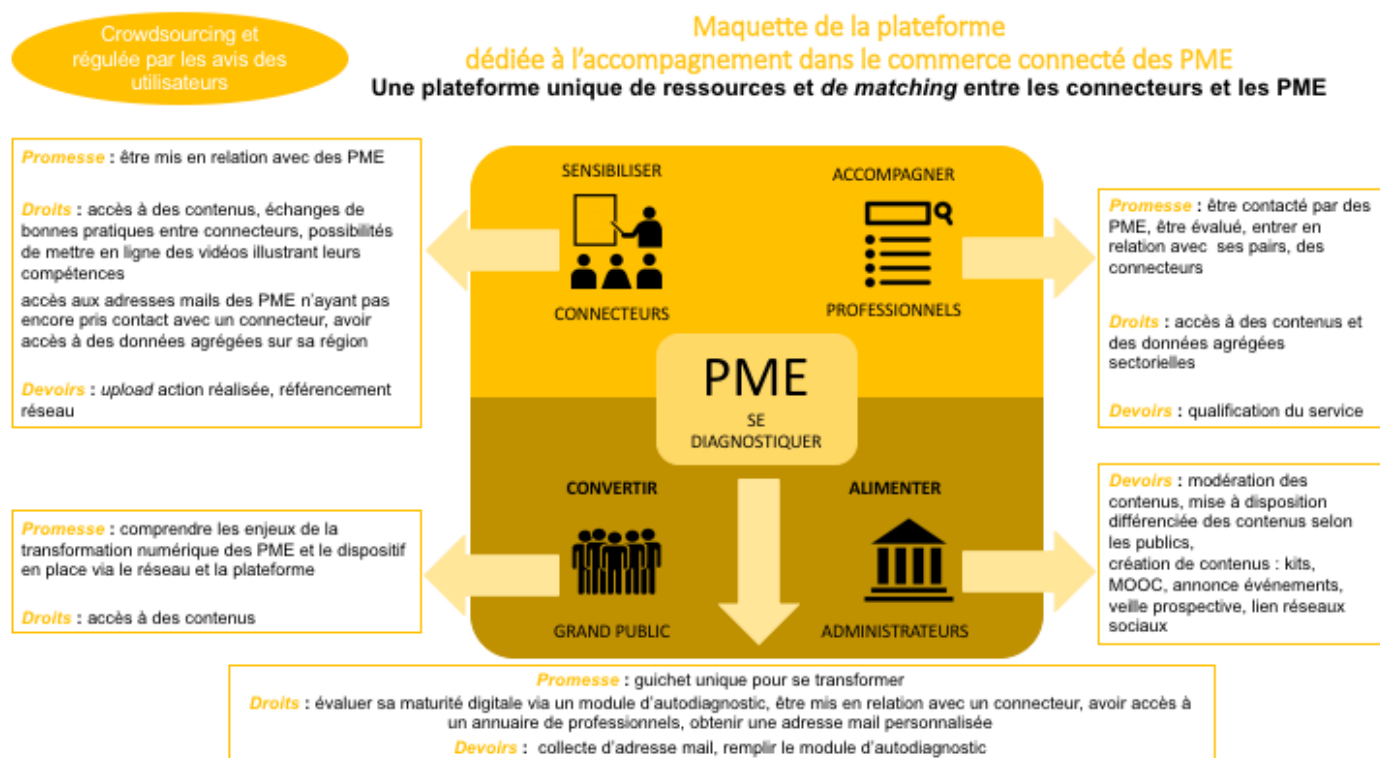 Crowdsourcing et
régulée par les avis des
utilisateurs
Maquette de la plateforme
dédiée à l'accompagnement dans le commerce connecté des PME
Une plateforme unique de ressources et de matching entre les connecteurs et les PME
Promesse : être mis en relation avec des PME
Droits : accès à des contenus, échanges de
bonnes pratiques entre connecteurs, possibilités
de mettre en ligne des vidéos illustrant leurs
compétences
accès aux adresses mails des PME n'ayant pas
encore pris contact avec un connecteur, avoir
accès à des données agrégées sur sa région
Devoirs : upload action réalisée, référencement
réseau
SENSIBILISER
CONNECTEURS
ACCOMPAGNER
PROFESSIONNELS
Promesse : être contacté par des
PME, être évalué, entrer en
relation avec ses pairs, des
connecteurs
Droits : accès à des contenus et
des données agrégées
sectorielles
Devoirs : qualification du service
PME
SE
DIAGNOSTIQUER
Promesse : comprendre les enjeux de la
transformation numérique des PME et le dispositif
en place via le réseau et la plateforme
Droits : accès à des contenus
CONVERTIR
GRAND PUBLIC
ALIMENTER
ADMINISTRATEURS
Devoirs : modération des
contenus, mise à disposition
différenciée des contenus selon
les publics,
création de contenu : kits,
MOOC, annonce événements,
veille prospective, lien réseaux
sociaux
Promesse : guichet unique pour se transformer
Droits : évaluer sa maturité digitale via un module d'autodiagnostic, être mis en relation avec un connecteur, avoir accès à
un annuaire de professionnels, obtenir une adresse mail personnalisée
Devoirs : collecte d'adresse mail, remplir le module d'autodiagnostic